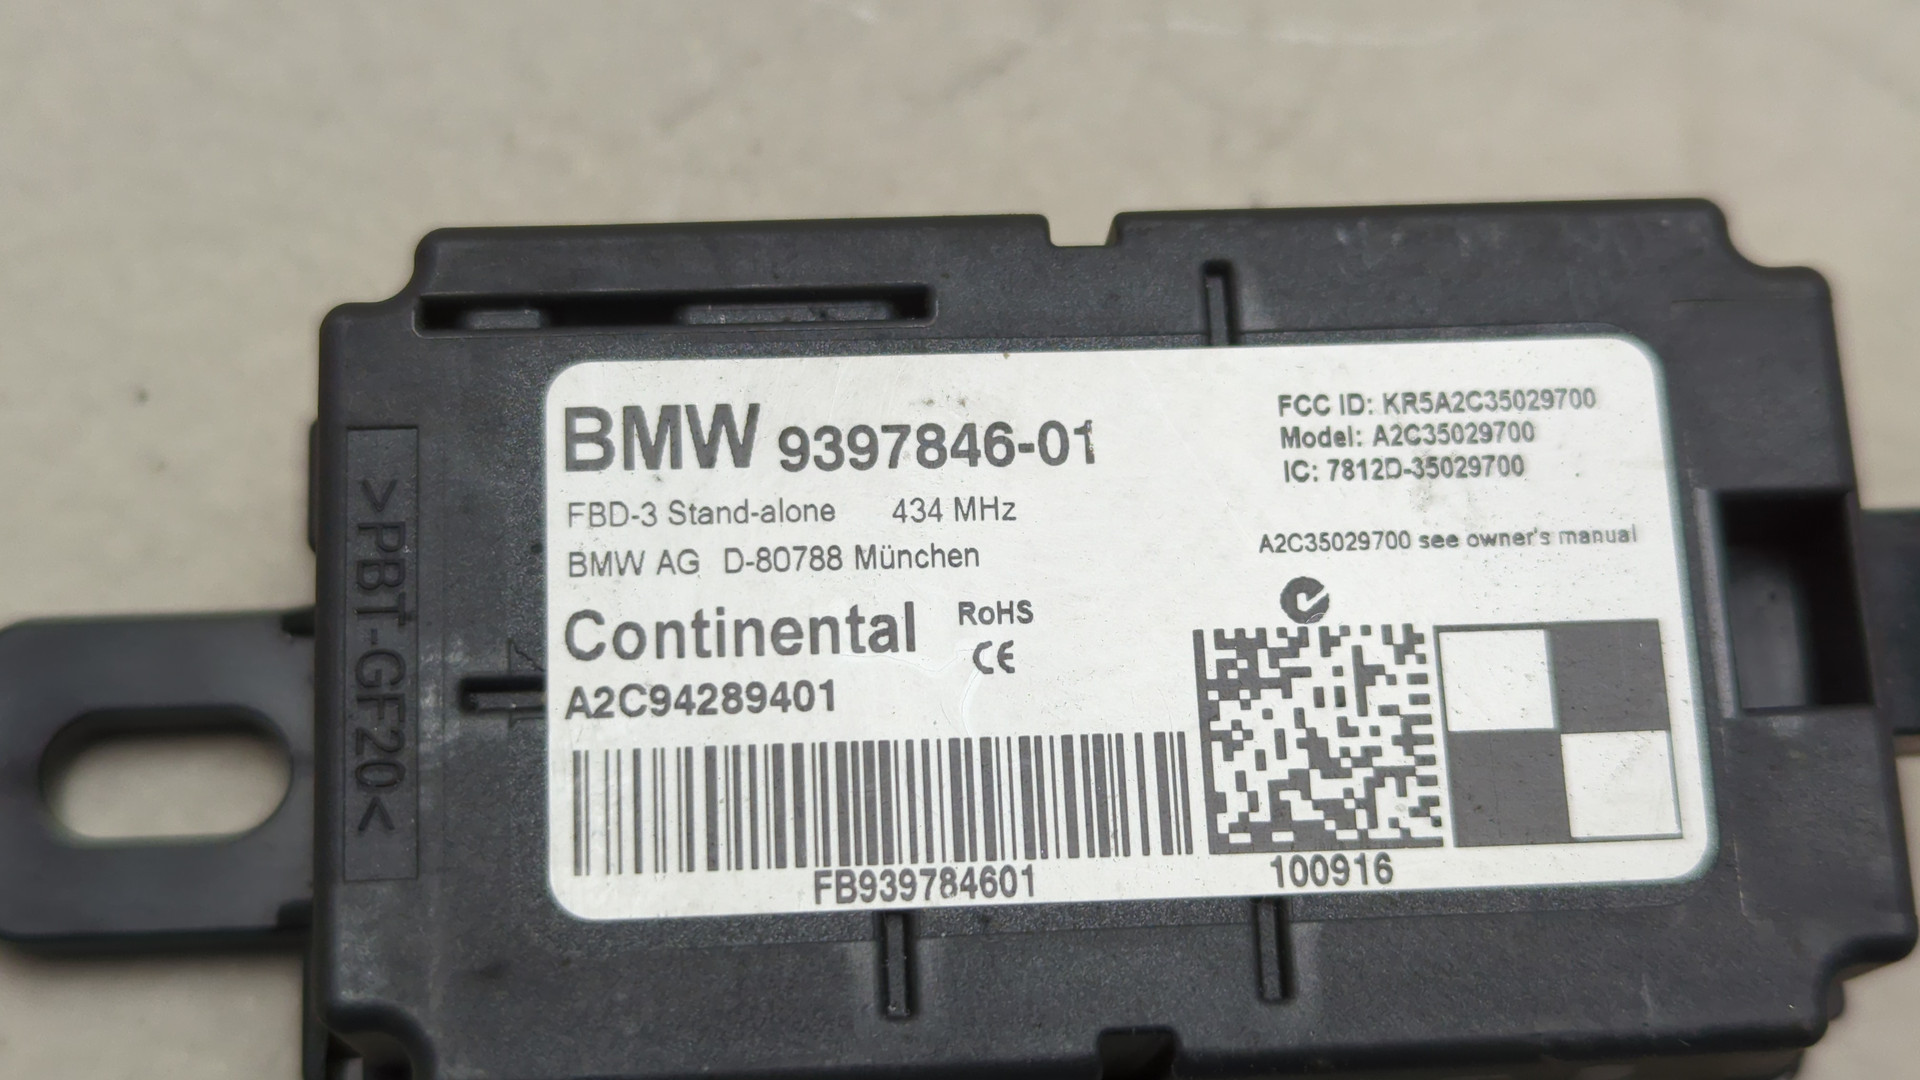 BMW 9397846-01
FBD-3 Stand-alone 434 MHz
BMW AG D-80788 München
Continental RoHS
CE
A2C94289401
FB939784601
FCC ID: KR5A2C35029700
Model: A2C35029700
IC: 7812D-35029700
A2C35029700 see owner's manual
100916
>PBT-GF20<